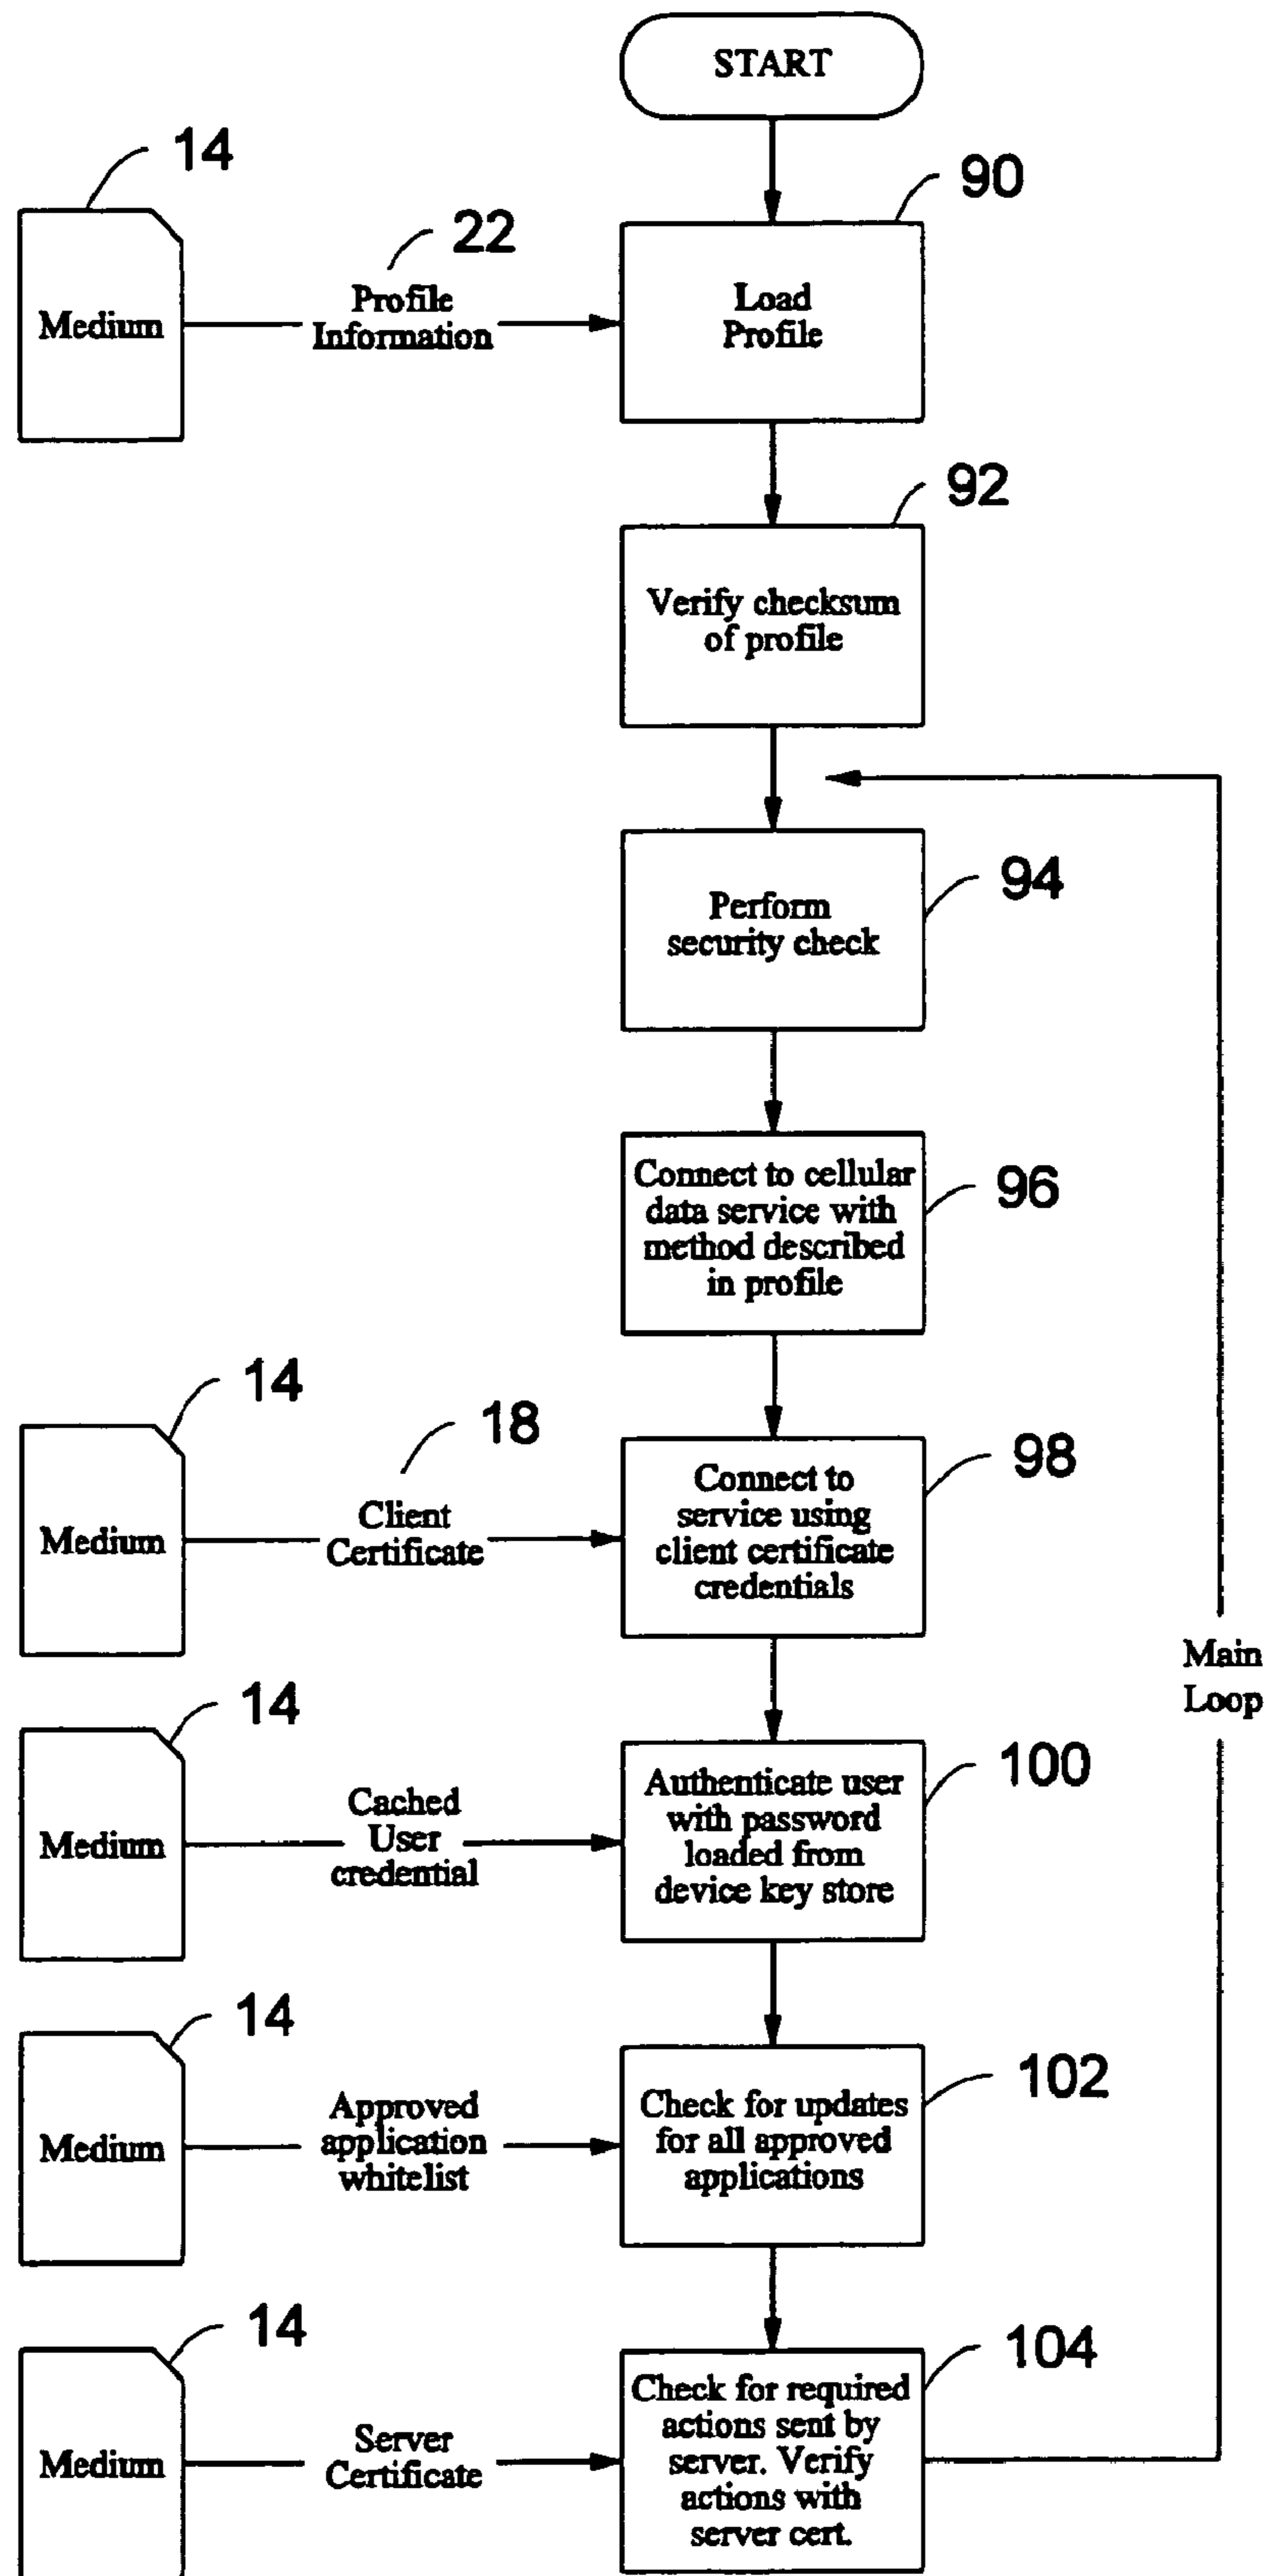 START
14
90
22
Medium
Profile
Information
Load
Profile
92
Verify checksum
of profile
94
Perform
security check
96
Connect to cellular
data service with
method described
in profile
14
18
98
Medium
Client
Certificate
Connect to
service using
client certificate
credentials
Main
Loop
14
100
Medium
Cached
User
credential
Authenticate user
with password
loaded from
device key store
14
102
Medium
Approved
application
whitelist
Check for updates
for all approved
applications
14
104
Medium
Server
Certificate
Check for required
actions sent by
server. Verify
actions with
server cert.